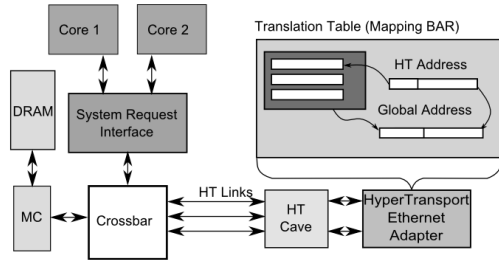 Translation Table (Mapping BAR)
Core 1
Core 2
HT Address
DRAM
System Request
Interface
Global Address
HT Links
MC
Crossbar
HT
Cave
HyperTransport
Ethernet
Adapter